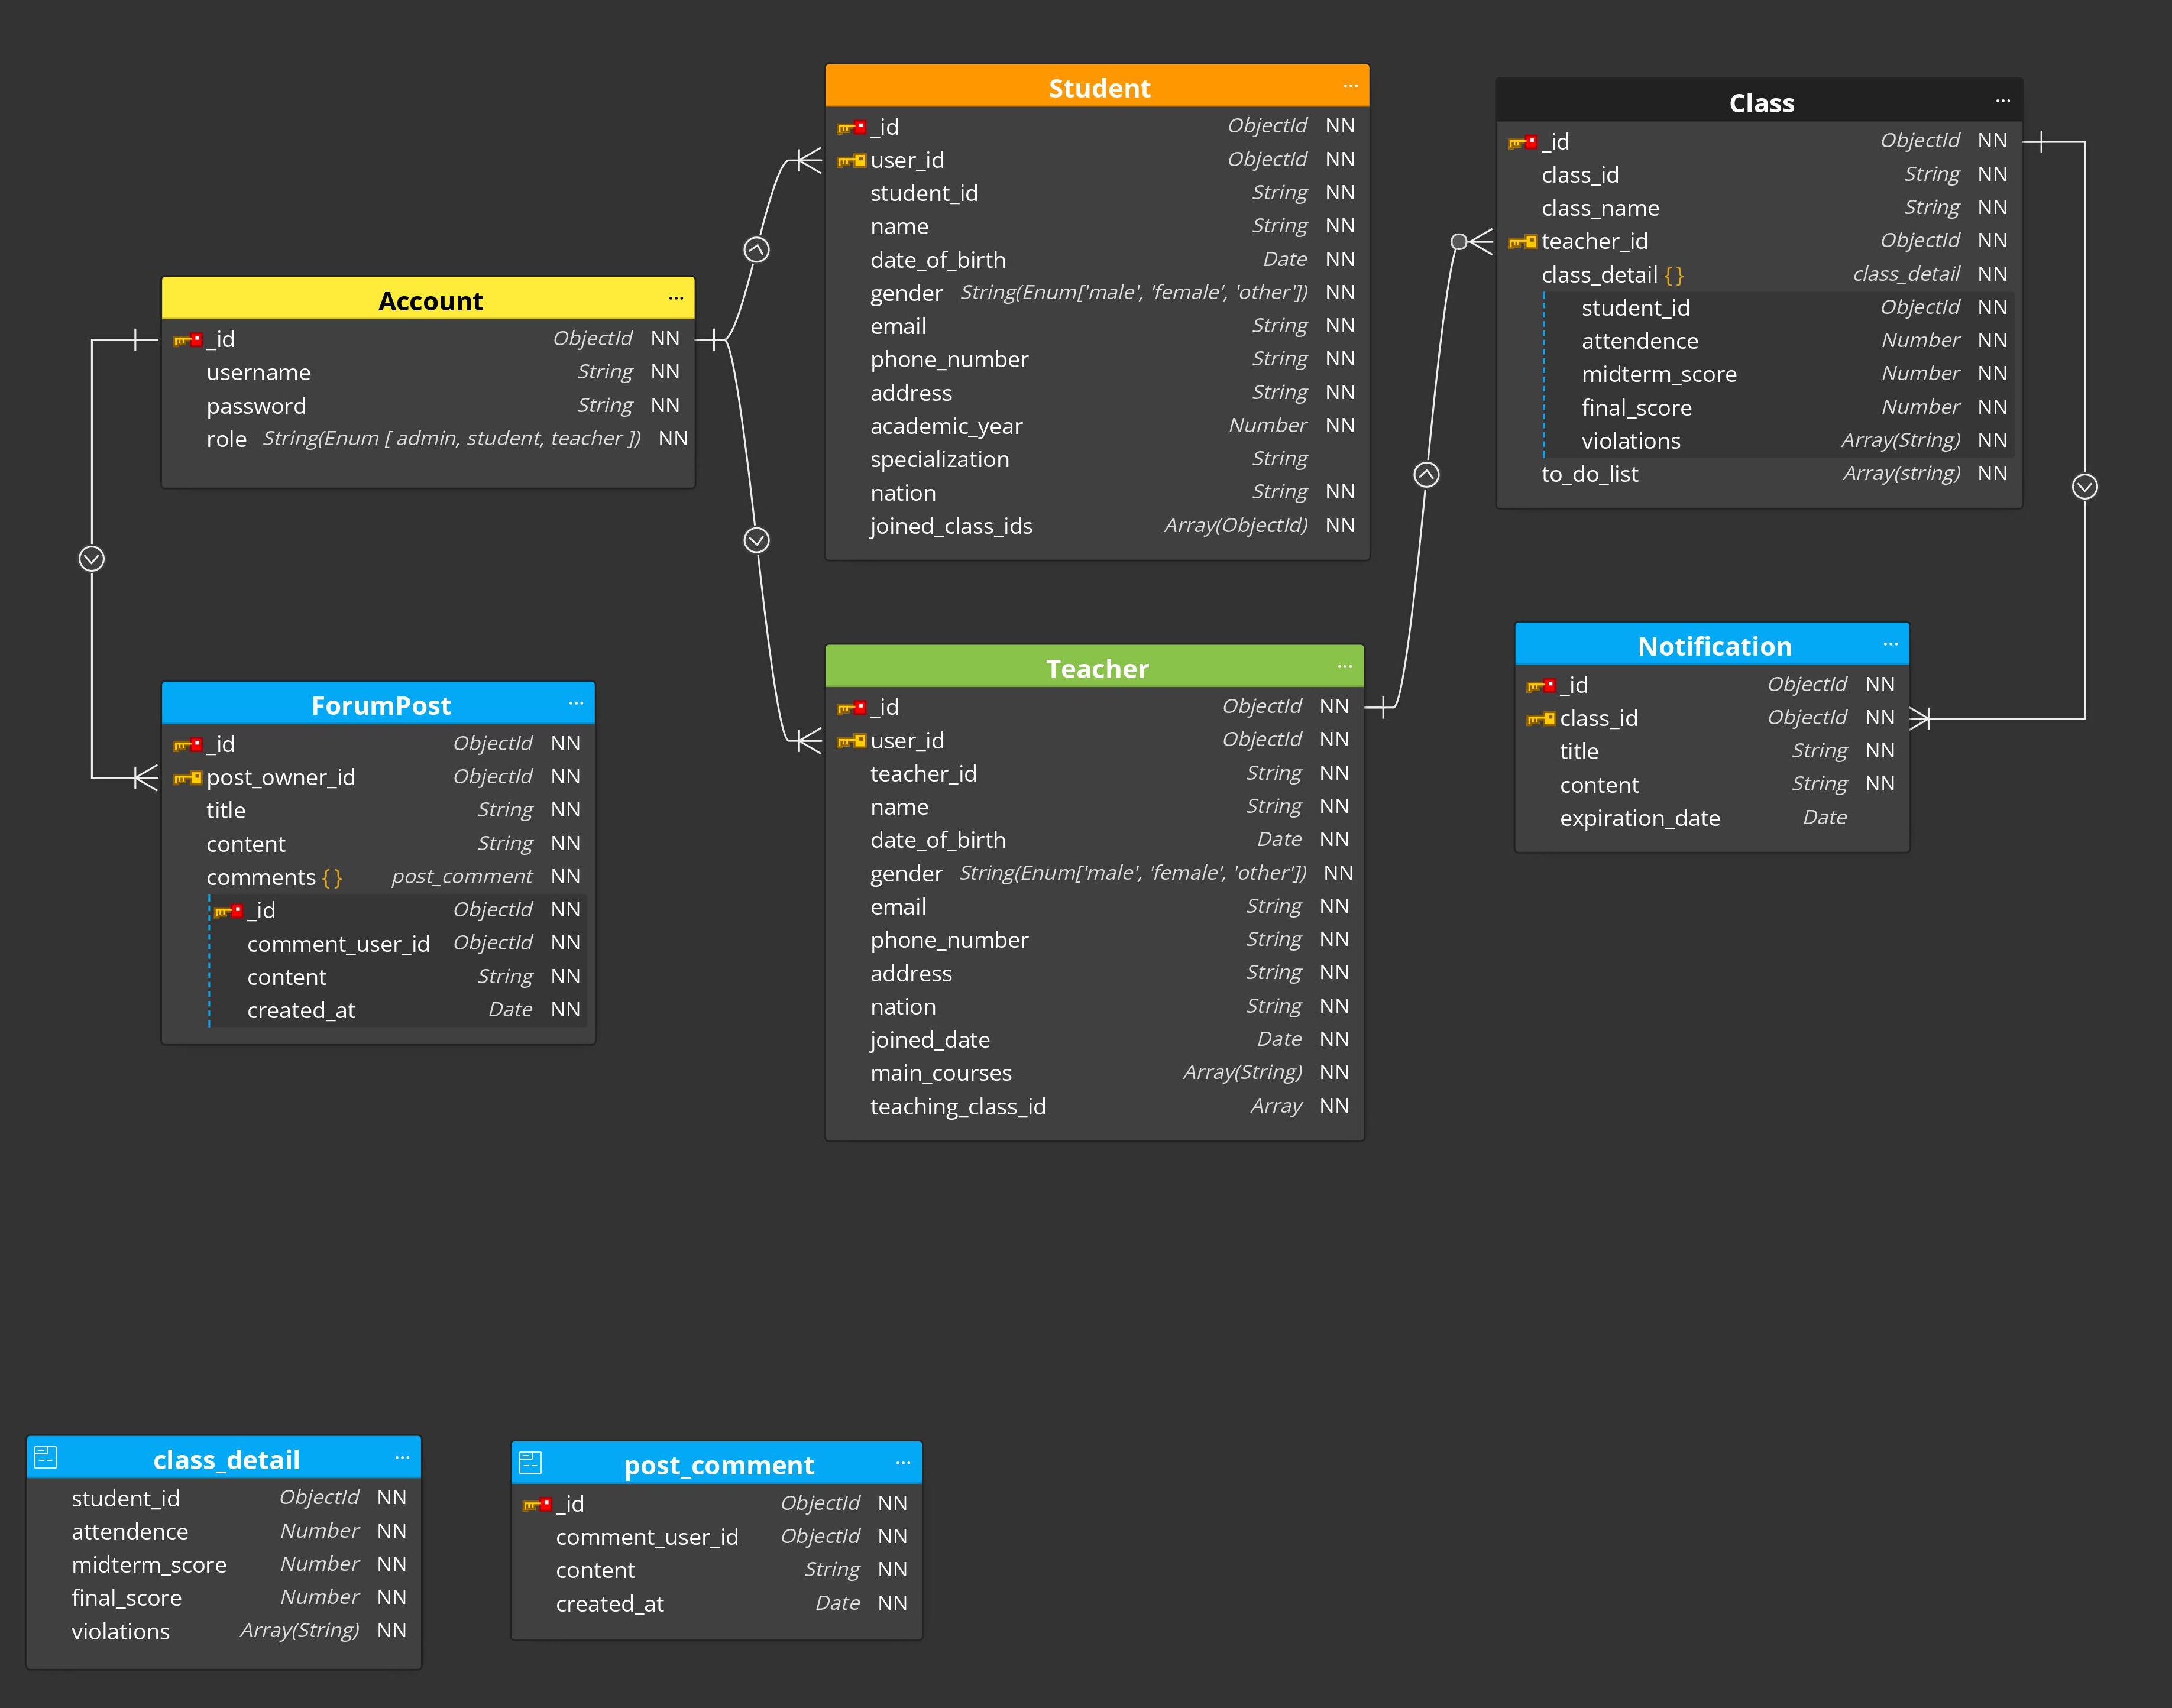 Student ...
_id ObjectId NN
user_id ObjectId NN
student_id String NN
name String NN
date_of_birth Date NN
gender String(Enum['male', 'female', 'other']) NN
email String NN
phone_number String NN
address String NN
academic_year Number NN
specialization String
nation String NN
joined_class_ids Array(ObjectId) NN
Class ...
_id ObjectId NN
class_id String NN
class_name String NN
teacher_id ObjectId NN
class_detail {} class_detail NN
student_id ObjectId NN
attendence Number NN
midterm_score Number NN
final_score Number NN
violations Array(String) NN
to_do_list Array(string) NN
Account ...
_id ObjectId NN
username String NN
password String NN
role String(Enum [ admin, student, teacher ]) NN
ForumPost ...
_id ObjectId NN
post_owner_id ObjectId NN
title String NN
content String NN
comments {} post_comment NN
_id ObjectId NN
comment_user_id ObjectId NN
content String NN
created_at Date NN
Teacher ...
_id ObjectId NN
user_id ObjectId NN
teacher_id String NN
name String NN
date_of_birth Date NN
gender String(Enum['male', 'female', 'other']) NN
email String NN
phone_number String NN
address String NN
nation String NN
joined_date Date NN
main_courses Array(String) NN
teaching_class_id Array NN
Notification ...
_id ObjectId NN
class_id ObjectId NN
title String NN
content String NN
expiration_date Date
class_detail ...
student_id ObjectId NN
attendence Number NN
midterm_score Number NN
final_score Number NN
violations Array(String) NN
post_comment ...
_id ObjectId NN
comment_user_id ObjectId NN
content String NN
created_at Date NN